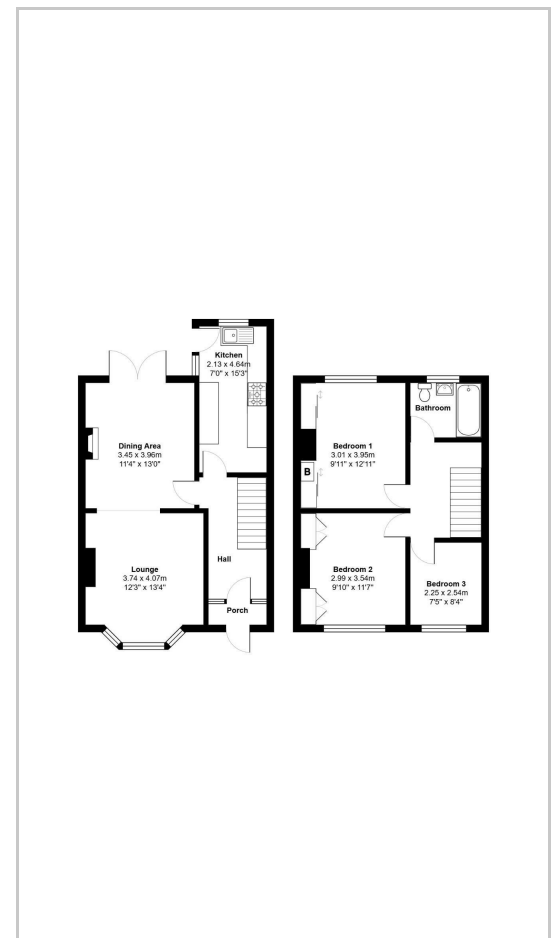 Kitchen
2.13 x 4.64m
7'0" x 15'3"
Dining Area
3.45 x 3.96m
11'4" x 13'0"
Lounge
3.74 x 4.07m
12'3" x 13'4"
Hall
Porch
Bathroom
Bedroom 1
3.01 x 3.95m
9'11" x 12'11"
B
Bedroom 2
2.99 x 3.54m
9'10" x 11'7"
Bedroom 3
2.25 x 2.54m
7'5" x 8'4"